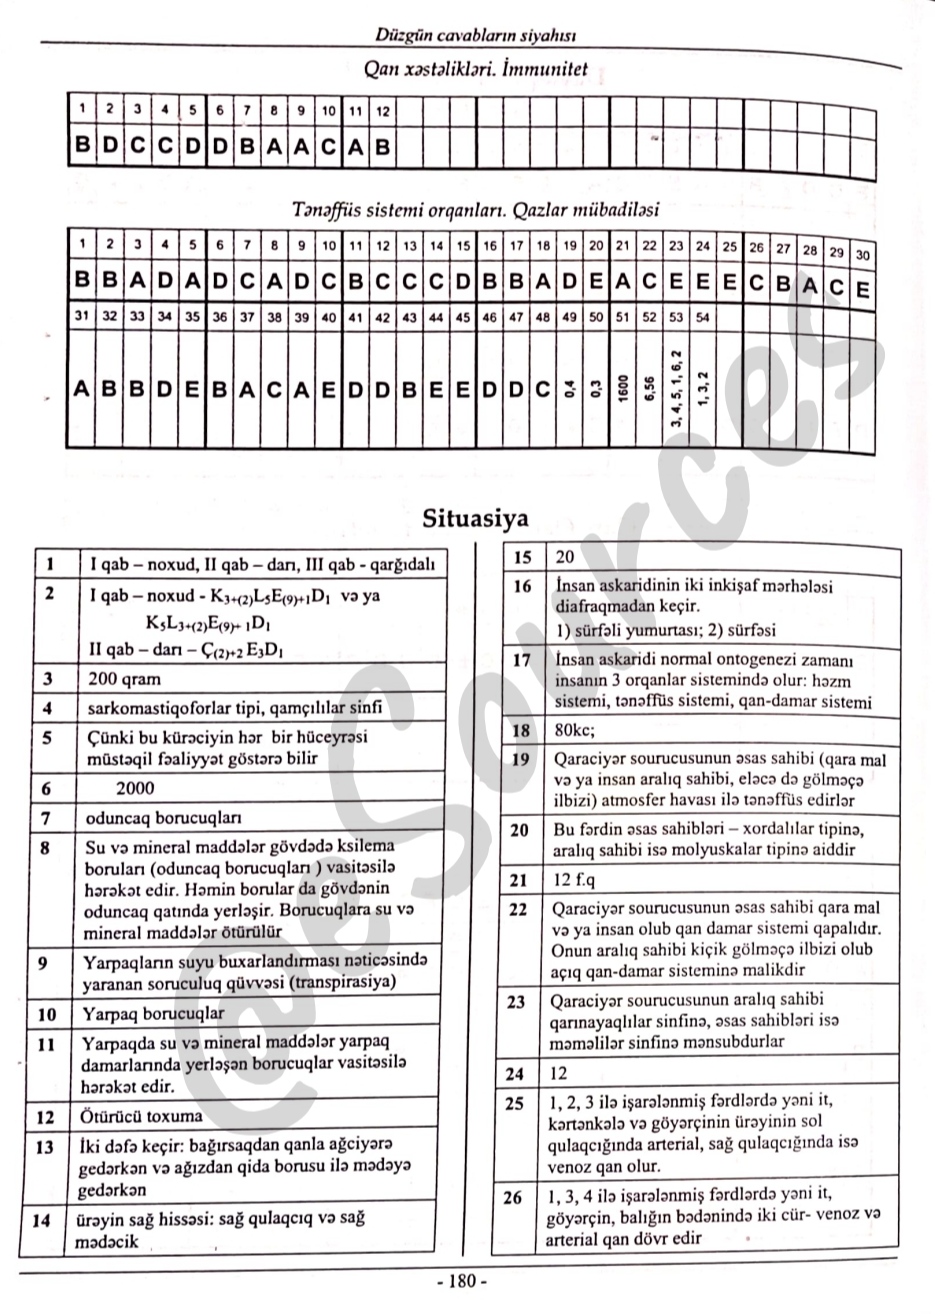 Düzgün cavabların siyahısı
Qan xəstəlikləri. İmmunitet
1 2 3 4 5 6 7 8 9 10 11 12
B D C C D D B A A C A B
Tənəffüs sistemi orqanları. Qazlar mübadiləsi
1 2 3 4 5 6 7 8 9 10 11 12 13 14 15 16 17 18 19 20 21 22 23 24 25 26 27 28 29 30
B B A D A D C A D C B C C C D B B A D E A C E E E C B A C E
31 32 33 34 35 36 37 38 39 40 41 42 43 44 45 46 47 48 49 50 51 52 53 54
A B B D E B A C A E D D B E E D D C 0,4 0,3 1600 6,56 3, 4, 5, 1, 6, 2 1, 3, 2
Situasiya
1 I qab – noxud, II qab – darı, III qab - qarğıdalı
2 I qab – noxud - K3+(2)L5E(9)+1D1 və ya
K5L3+(2)E(9)+ 1D1
II qab – darı – Ç(2)+2 E3D1
3 200 qram
4 sarkomastiqoforlar tipi, qamçılılar sinfi
5 Çünki bu kürəciyin hər bir hüceyrəsi
müstəqil fəaliyyət göstərə bilir
6 2000
7 oduncaq borucuqları
8 Su və mineral maddələr gövdədə ksilema
boruları (oduncaq borucuqları ) vasitəsilə
hərəkət edir. Həmin borular da gövdənin
oduncaq qatında yerləşir. Borucuqlara su və
mineral maddələr ötürülür
9 Yarpaqların suyu buxarlandırması nəticəsində
yaranan soruculuq qüvvəsi (transpirasiya)
10 Yarpaq borucuqlar
11 Yarpaqda su və mineral maddələr yarpaq
damarlarında yerləşən borucuqlar vasitəsilə
hərəkət edir.
12 Ötürücü toxuma
13 İki dəfə keçir: bağırsaqdan qanla ağciyərə
gedərkən və ağızdan qida borusu ilə mədəyə
gedərkən
14 ürəyin sağ hissəsi: sağ qulaqcıq və sağ
mədəcik
15 20
16 İnsan askaridinin iki inkişaf mərhələsi
diafraqmadan keçir.
1) sürfəli yumurtası; 2) sürfəsi
17 İnsan askaridi normal ontogenezi zamanı
insanın 3 orqanlar sistemində olur: həzm
sistemi, tənəffüs sistemi, qan-damar sistemi
18 80kc;
19 Qaraciyər sourucusunun əsas sahibi (qara mal
və ya insan aralıq sahibi, eləcə də gölməçə
ilbizi) atmosfer havası ilə tənəffüs edirlər
20 Bu fərdin əsas sahibləri – xordalılar tipinə,
aralıq sahibi isə molyuskalar tipinə aiddir
21 12 f.q
22 Qaraciyər sourucusunun əsas sahibi qara mal
və ya insan olub qan damar sistemi qapalıdır.
Onun aralıq sahibi kiçik gölməçə ilbizi olub
açıq qan-damar sisteminə malikdir
23 Qaraciyər sourucusunun aralıq sahibi
qarınayaqlılar sinfinə, əsas sahibləri isə
məməlilər sinfinə mənsubdurlar
24 12
25 1, 2, 3 ilə işarələnmiş fərdlərdə yəni it,
kərtənkələ və göyərçinin ürəyinin sol
qulaqcığında arterial, sağ qulaqcığında isə
venoz qan olur.
26 1, 3, 4 ilə işarələnmiş fərdlərdə yəni it,
göyərçin, balığın bədənində iki cür- venoz və
arterial qan dövr edir
- 180 -
@eSources